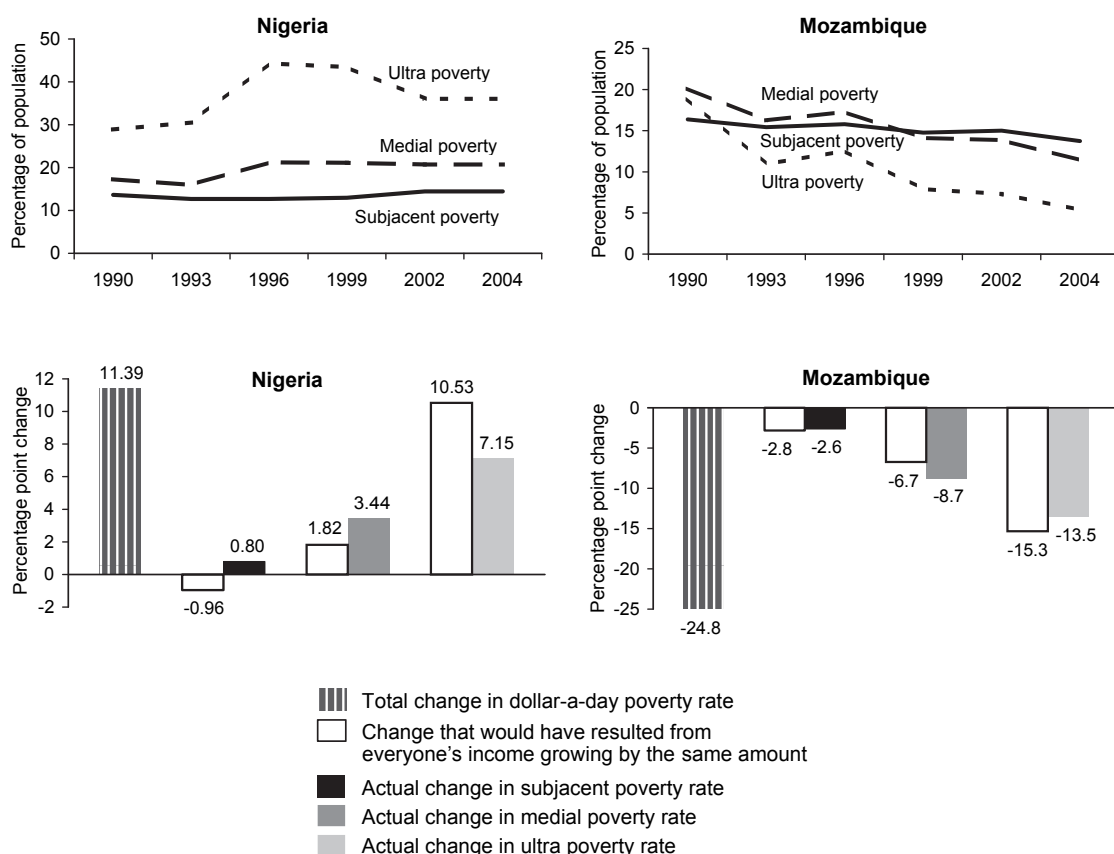 Nigeria
Percentage of population
50
40
30
20
10
0
Ultra poverty
Medial poverty
Subjacent poverty
1990 1993 1996 1999 2002 2004
Mozambique
Percentage of population
25
20
15
10
5
0
Medial poverty
Subjacent poverty
Ultra poverty
1990 1993 1996 1999 2002 2004
Nigeria
Percentage point change
12
10
8
6
4
2
0
-2
11.39
-0.96
0.80
1.82
3.44
10.53
7.15
Mozambique
Percentage point change
0
-5
-10
-15
-20
-25
-24.8
-2.8
-2.6
-6.7
-8.7
-15.3
-13.5
Total change in dollar-a-day poverty rate
Change that would have resulted from
everyone's income growing by the same amount
Actual change in subjacent poverty rate
Actual change in medial poverty rate
Actual change in ultra poverty rate